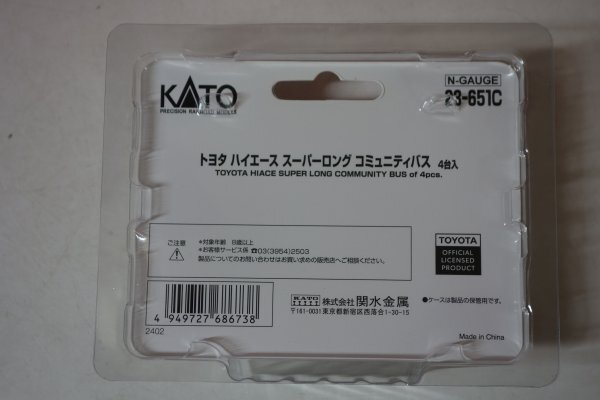 KATO
PRECISION RAILROAD MODELS
N-GAUGE
23-651C
トヨタ ハイエース スーパーロング コミュニティバス 4台入
TOYOTA HIACE SUPER LONG COMMUNITY BUS of 4pcs.
ご注意
*対象年齢 8歳以上
*お客様サービス係 ☎03(3954)2503
製品についてのお問い合わせはお買い求めの販売店へご相談ください。
TOYOTA
OFFICIAL
LICENSED
PRODUCT
4 949727 686738
2402
KATO 株式会社 関水金属
〒161-0031 東京都新宿区西落合1-30-15
●ケースは製品の保管用です。
Made in China